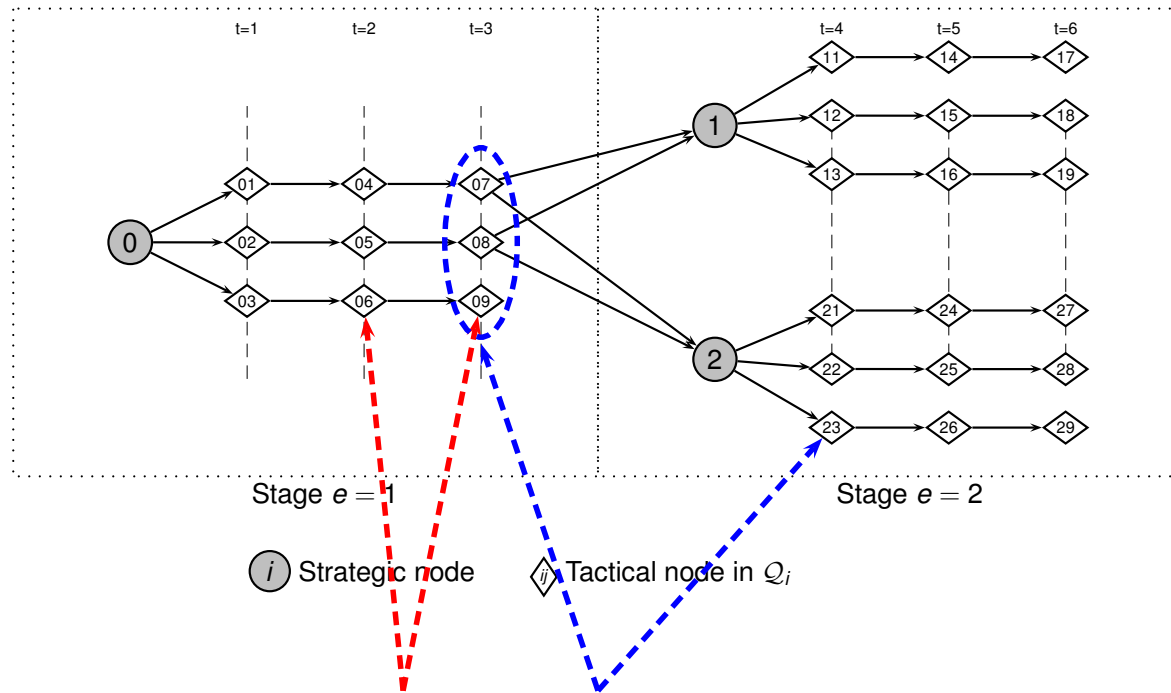 t=1 t=2 t=3 t=4 t=5 t=6
11 14 17
12 15 18
1
13 16 19
01 04 07
0 02 05 08
03 06 09
21 24 27
2
22 25 28
23 26 29
Stage e = 1 Stage e = 2
i Strategic node ij Tactical node in 𝒬i